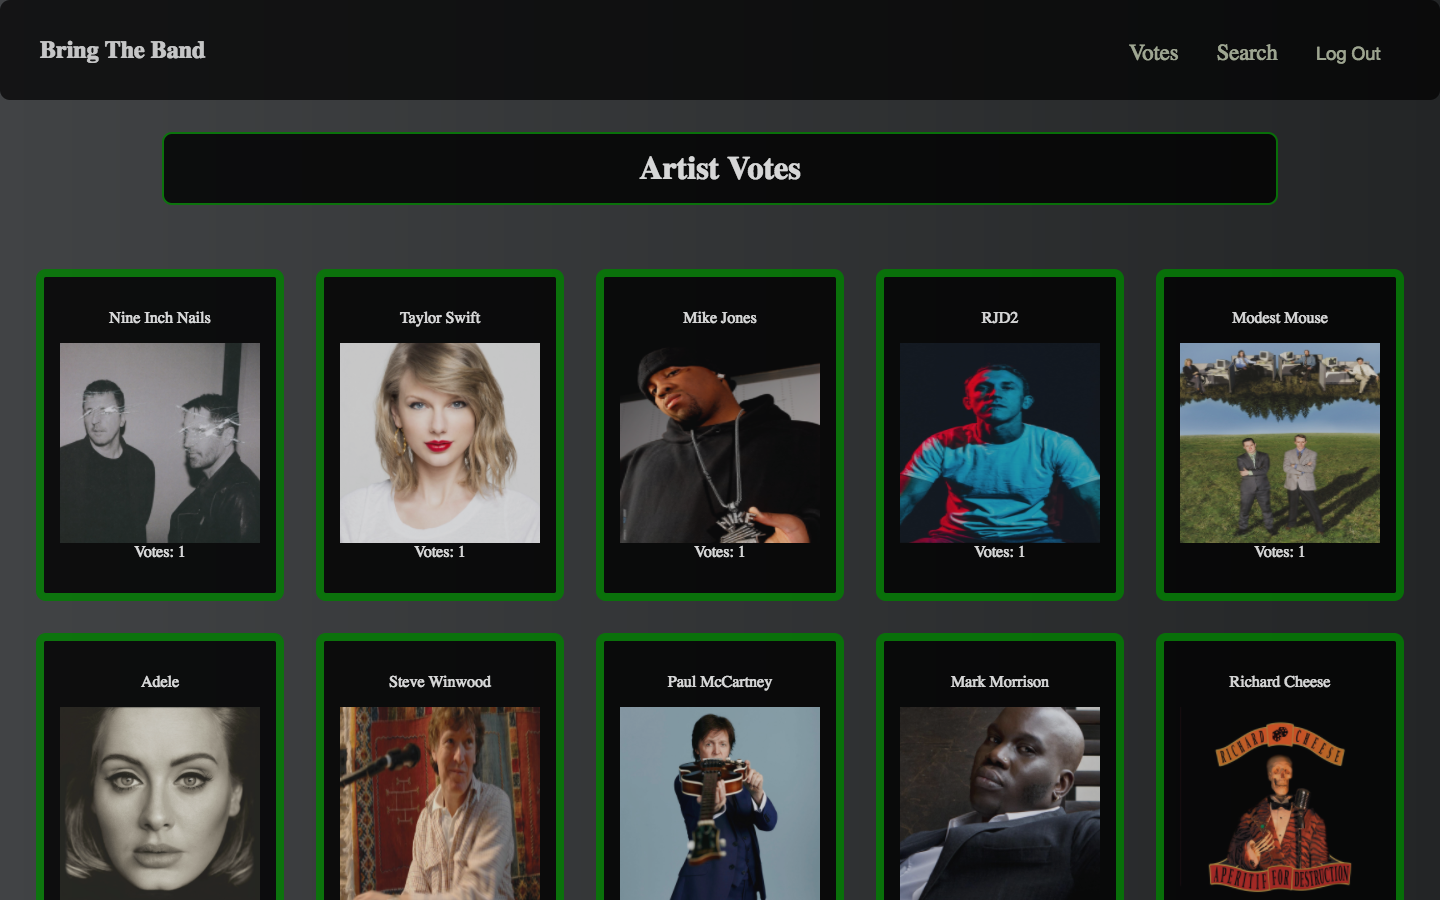 Bring The Band
Votes
Search
Log Out
Artist Votes
Nine Inch Nails
Taylor Swift
Mike Jones
RJD2
Modest Mouse
MIKE
Votes: 1
Votes: 1
Votes: 1
Votes: 1
Votes: 1
Adele
Steve Winwood
Paul McCartney
Mark Morrison
Richard Cheese
RICHARD CHEESE
APERITIF FOR DESTRUCTION